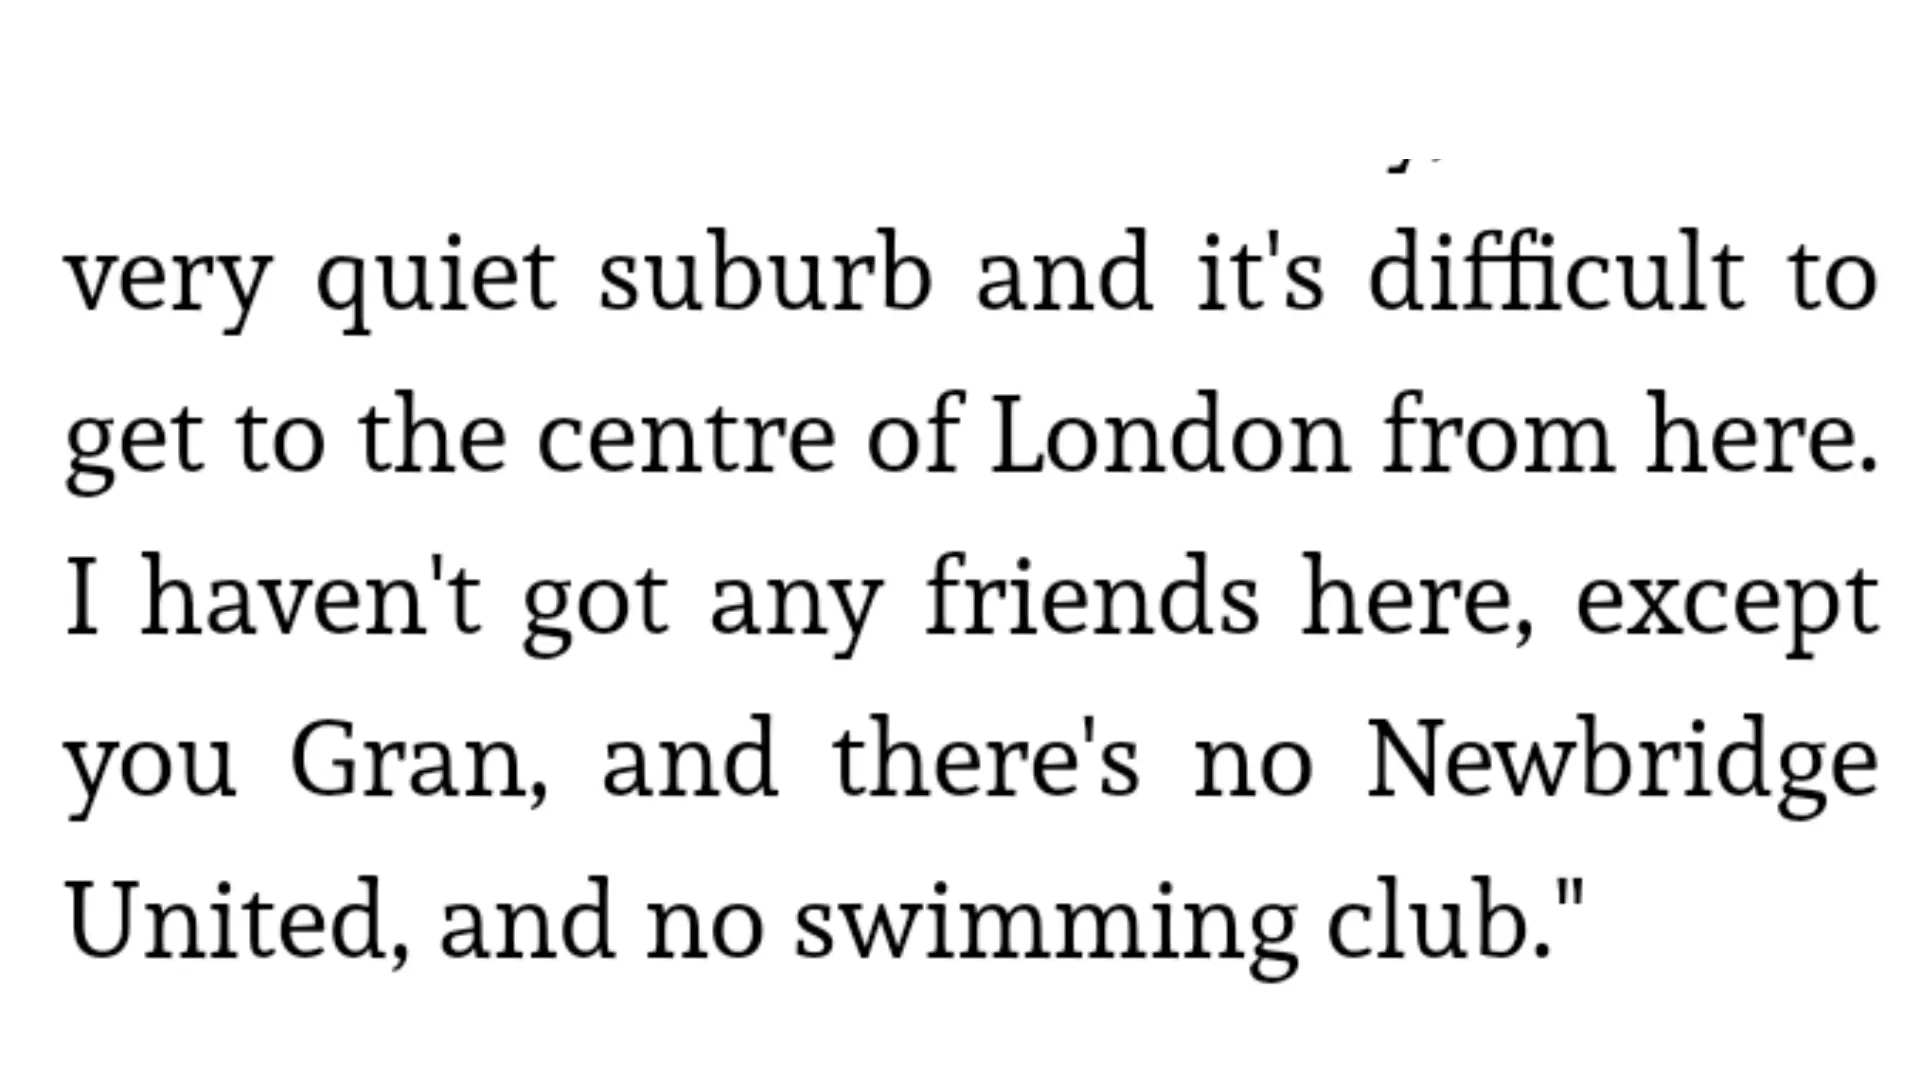 very quiet suburb and it's difficult to
get to the centre of London from here.
I haven't got any friends here, except
you Gran, and there's no Newbridge
United, and no swimming club."